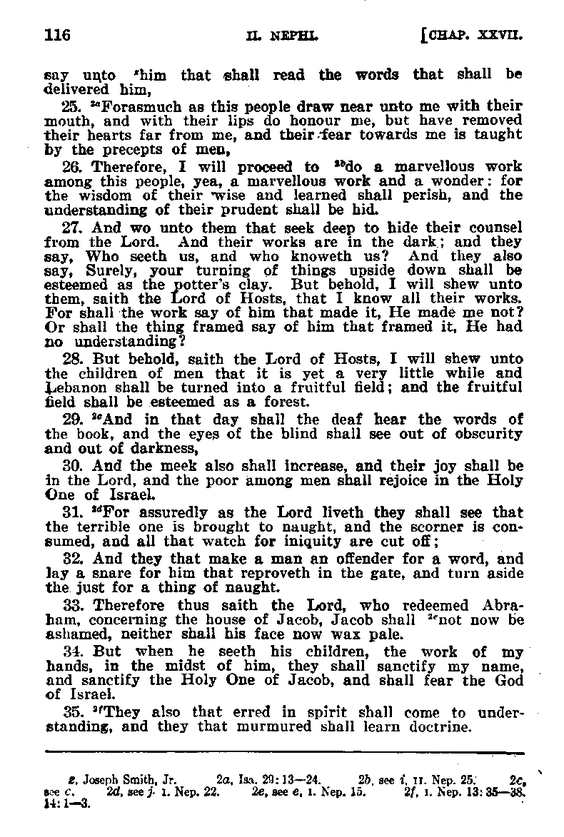 116 II. NEPHI. [CHAP. XXVII.
say unto ᶻhim that shall read the words that shall be
delivered him,
25. ²ᵃForasmuch as this people draw near unto me with their
mouth, and with their lips do honour me, but have removed
their hearts far from me, and their fear towards me is taught
by the precepts of men,
26. Therefore, I will proceed to ²ᵇdo a marvellous work
among this people, yea, a marvellous work and a wonder: for
the wisdom of their wise and learned shall perish, and the
understanding of their prudent shall be hid.
27. And wo unto them that seek deep to hide their counsel
from the Lord. And their works are in the dark; and they
say, Who seeth us, and who knoweth us? And they also
say, Surely, your turning of things upside down shall be
esteemed as the potter's clay. But behold, I will shew unto
them, saith the Lord of Hosts, that I know all their works.
For shall the work say of him that made it, He made me not?
Or shall the thing framed say of him that framed it, He had
no understanding?
28. But behold, saith the Lord of Hosts, I will shew unto
the children of men that it is yet a very little while and
Lebanon shall be turned into a fruitful field; and the fruitful
field shall be esteemed as a forest.
29. ²ᶜAnd in that day shall the deaf hear the words of
the book, and the eyes of the blind shall see out of obscurity
and out of darkness,
30. And the meek also shall increase, and their joy shall be
in the Lord, and the poor among men shall rejoice in the Holy
One of Israel.
31. ²ᵈFor assuredly as the Lord liveth they shall see that
the terrible one is brought to naught, and the scorner is con-
sumed, and all that watch for iniquity are cut off;
32. And they that make a man an offender for a word, and
lay a snare for him that reproveth in the gate, and turn aside
the just for a thing of naught.
33. Therefore thus saith the Lord, who redeemed Abra-
ham, concerning the house of Jacob, Jacob shall ²ᵉnot now be
ashamed, neither shall his face now wax pale.
34. But when he seeth his children, the work of my
hands, in the midst of him, they shall sanctify my name,
and sanctify the Holy One of Jacob, and shall fear the God
of Israel.
35. ²ᶠThey also that erred in spirit shall come to under-
standing, and they that murmured shall learn doctrine.
z, Joseph Smith, Jr. 2a, Isa. 29:13—24. 2b, see i, II. Nep. 25. 2c,
see c. 2d, see j. 1. Nep. 22. 2e, see e, 1. Nep. 15. 2f, 1. Nep. 13:35—38.
14:1—3.